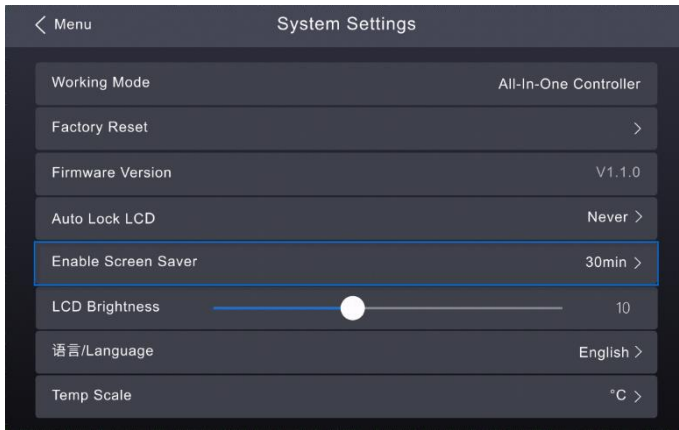 Menu
System Settings
Working Mode All-In-One Controller
Factory Reset
Firmware Version V1.1.0
Auto Lock LCD Never
Enable Screen Saver 30min
LCD Brightness 10
语言/Language English
Temp Scale °C